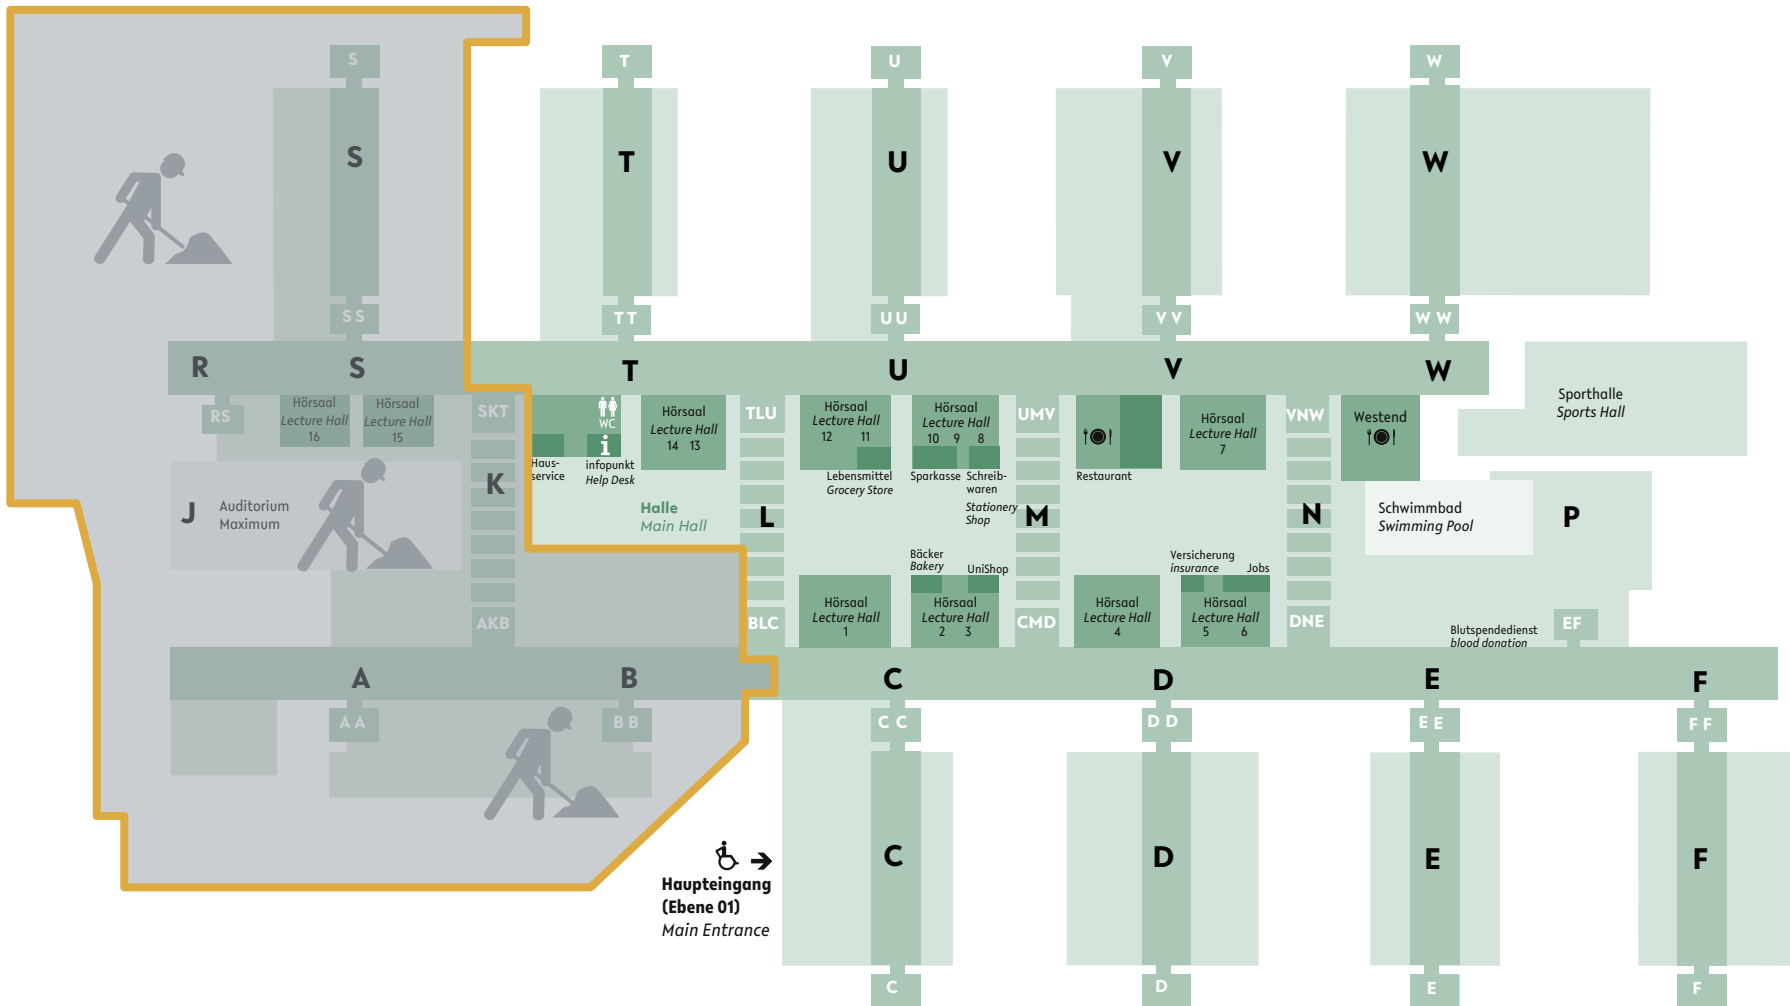 S
T
U
V
W
S
T
U
V
W
SS
TT
UU
VV
WW
R
S
T
U
V
W
RS
Hörsaal
Lecture Hall
16
Hörsaal
Lecture Hall
15
SKT
WC
Haus-
service
infopunkt
Help Desk
Hörsaal
Lecture Hall
14 13
TLU
Hörsaal
Lecture Hall
12 11
Lebensmittel
Grocery Store
Hörsaal
Lecture Hall
10 9 8
Sparkasse
Schreib-
waren
Stationery
Shop
UMV
Restaurant
Hörsaal
Lecture Hall
7
VNW
Westend
Sporthalle
Sports Hall
J
Auditorium
Maximum
K
Halle
Main Hall
L
M
N
Schwimmbad
Swimming Pool
P
Bäcker
Bakery
UniShop
Versicherung
insurance
Jobs
AKB
BLC
Hörsaal
Lecture Hall
1
Hörsaal
Lecture Hall
2 3
CMD
Hörsaal
Lecture Hall
4
Hörsaal
Lecture Hall
5 6
DNE
Blutspendedienst
blood donation
EF
A
B
C
D
E
F
AA
BB
CC
DD
EE
FF
C
D
E
F
Haupteingang
(Ebene 01)
Main Entrance
C
D
E
F